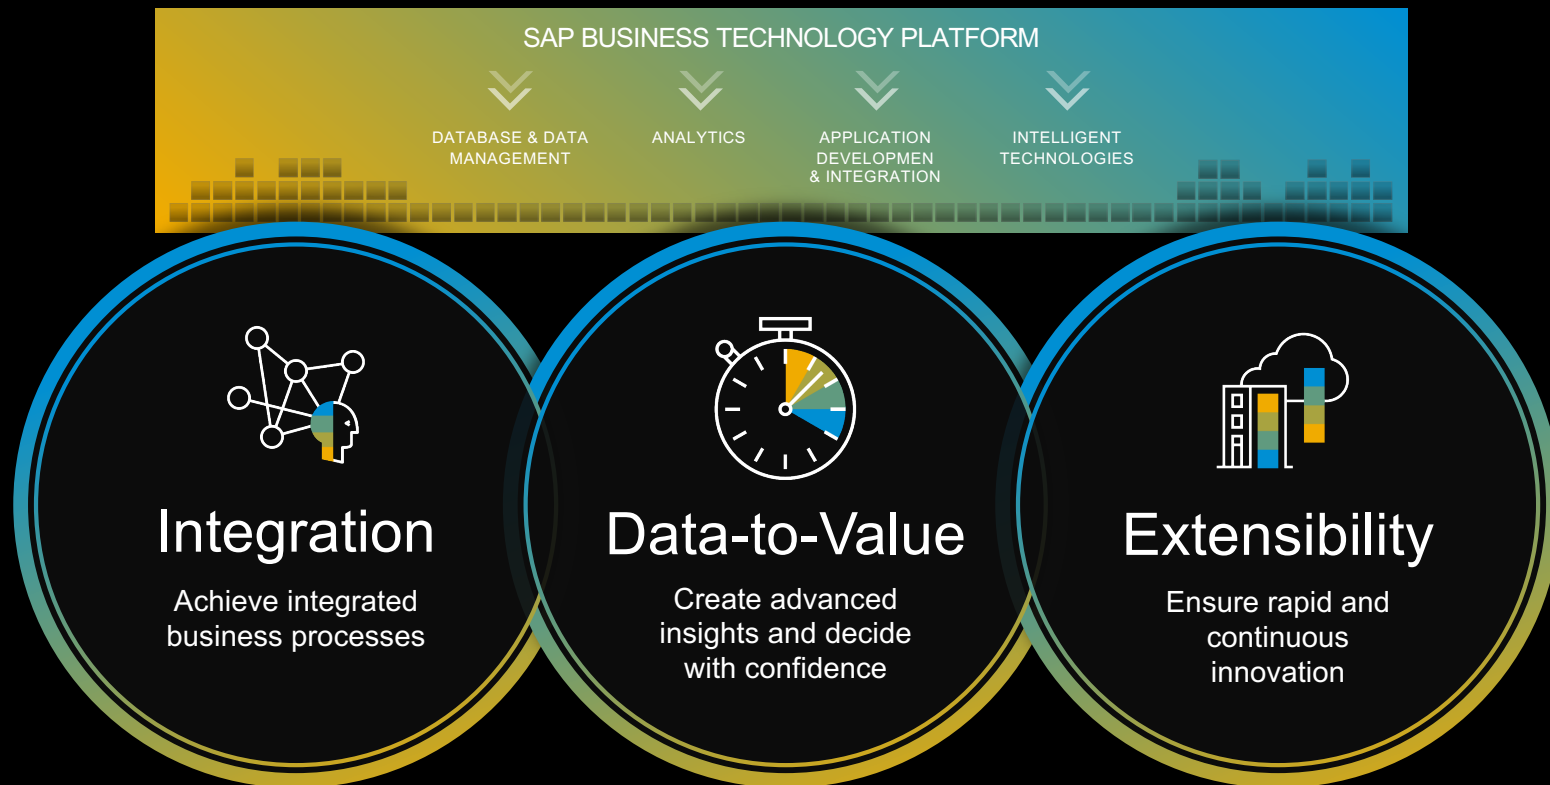 SAP BUSINESS TECHNOLOGY PLATFORM
DATABASE & DATA
MANAGEMENT
ANALYTICS
APPLICATION
DEVELOPMEN
& INTEGRATION
INTELLIGENT
TECHNOLOGIES
Integration
Achieve integrated
business processes
Data-to-Value
Create advanced
insights and decide
with confidence
Extensibility
Ensure rapid and
continuous
innovation